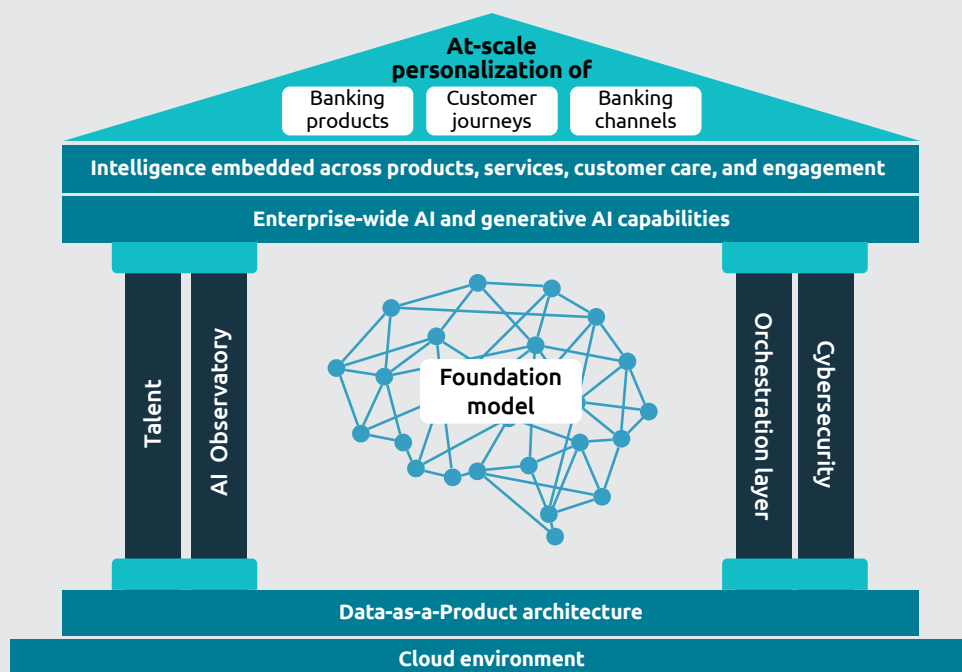 At-scale
personalization of
Banking
products
Customer
journeys
Banking
channels
Intelligence embedded across products, services, customer care, and engagement
Enterprise-wide AI and generative AI capabilities
Talent
AI Observatory
Foundation
model
Orchestration layer
Cybersecurity
Data-as-a-Product architecture
Cloud environment